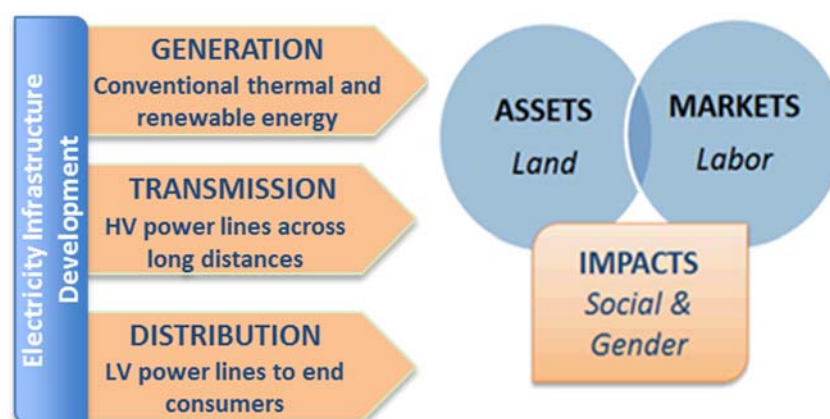 Electricity Infrastructure
Development
GENERATION
Conventional thermal and
renewable energy
TRANSMISSION
HV power lines across
long distances
DISTRIBUTION
LV power lines to end
consumers
ASSETS
Land
MARKETS
Labor
IMPACTS
Social &
Gender